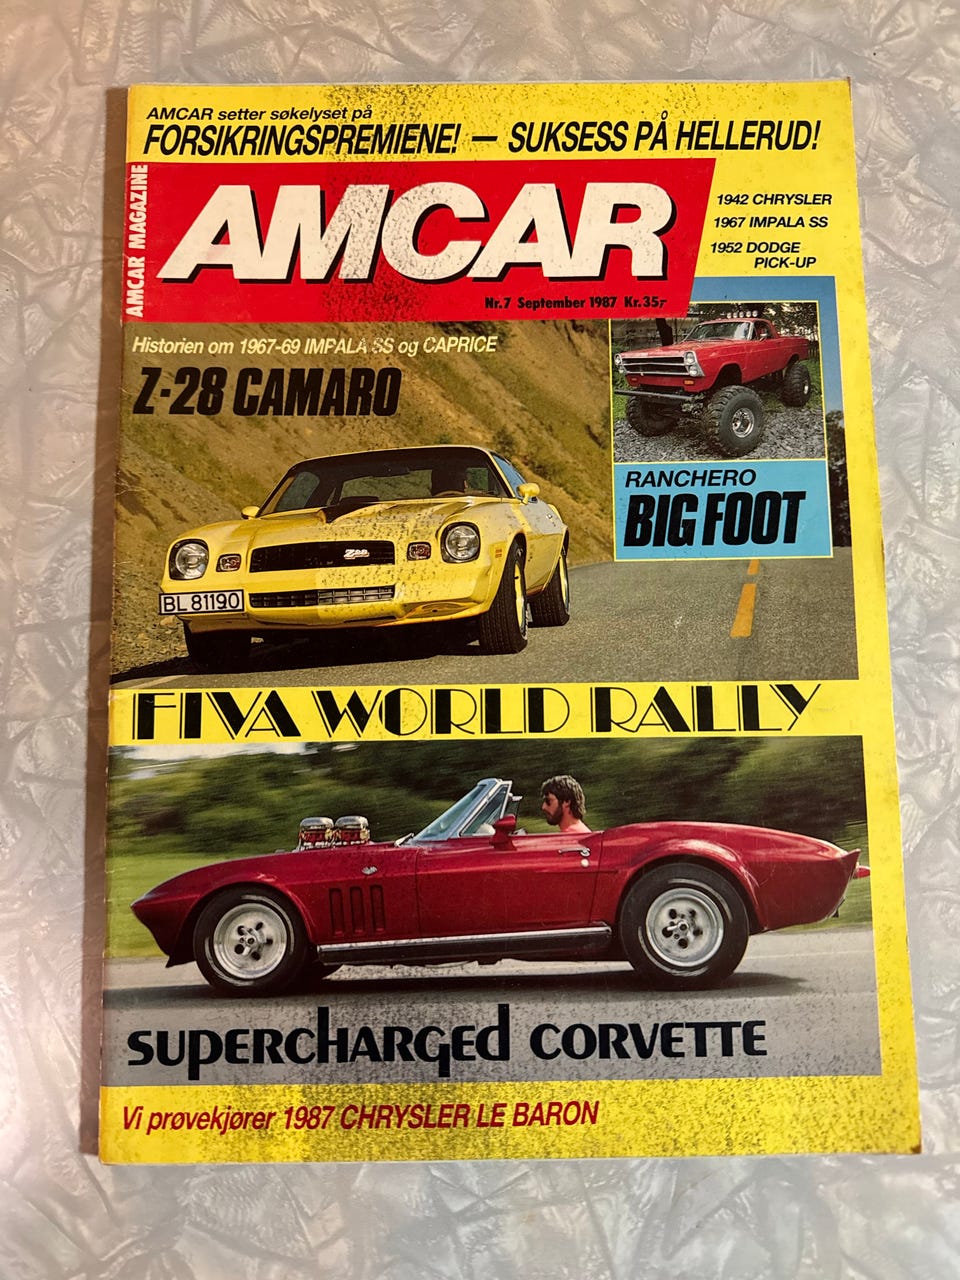 AMCAR setter søkelyset på
FORSIKRINGSPREMIENE! — SUKSESS PÅ HELLERUD!
AMCAR MAGAZINE
AMCAR
Nr.7 September 1987 Kr.35,-
1942 CHRYSLER
1967 IMPALA SS
1952 DODGE
PICK-UP
Historien om 1967-69 IMPALA SS og CAPRICE
Z-28 CAMARO
RANCHERO
BIG FOOT
Z28
BL 81190
FIVA WORLD RALLY
SUPERCHARGED CORVETTE
Vi prøvekjører 1987 CHRYSLER LE BARON